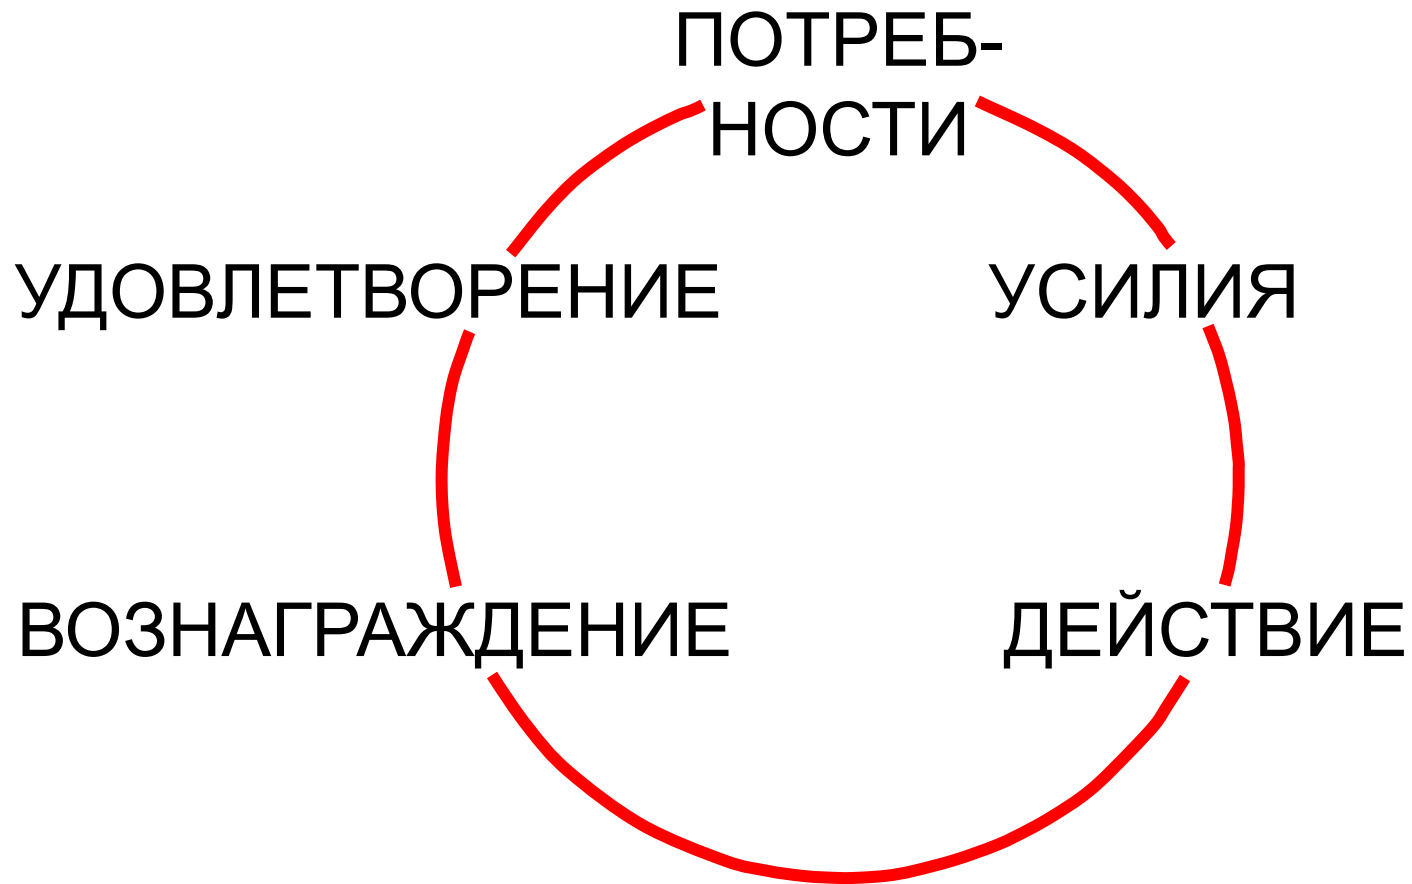 ПОТРЕБ-
НОСТИ
УДОВЛЕТВОРЕНИЕ
УСИЛИЯ
ВОЗНАГРАЖДЕНИЕ
ДЕЙСТВИЕ